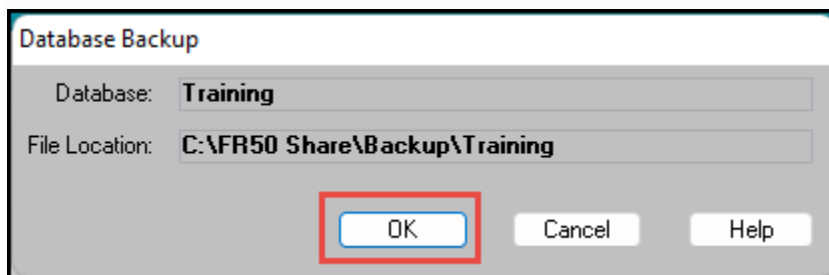 Database Backup
Database: Training
File Location: C:\FR50 Share\Backup\Training
OK Cancel Help